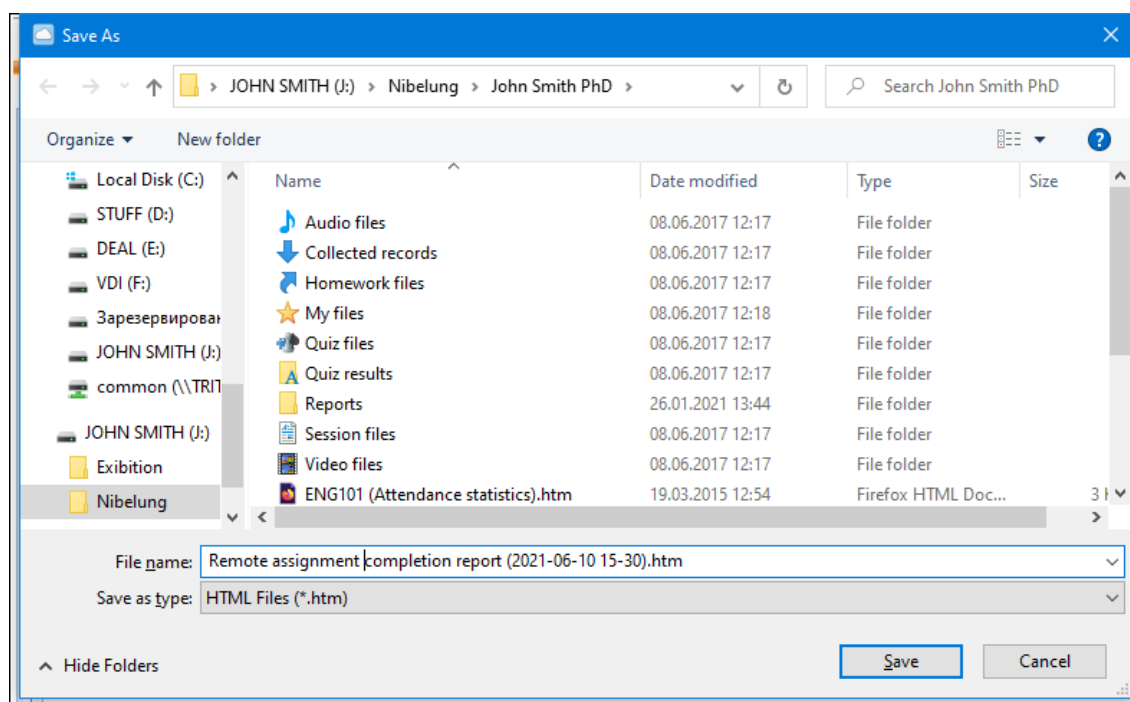 Save As
JOHN SMITH (J:) > Nibelung > John Smith PhD >
Search John Smith PhD
Organize New folder
Name Date modified Type Size
Local Disk (C:)
STUFF (D:)
DEAL (E:)
VDI (F:)
Зарезервирован
JOHN SMITH (J:)
common (\\TRIT
JOHN SMITH (J:)
Exibition
Nibelung
Audio files 08.06.2017 12:17 File folder
Collected records 08.06.2017 12:17 File folder
Homework files 08.06.2017 12:17 File folder
My files 08.06.2017 12:18 File folder
Quiz files 08.06.2017 12:17 File folder
Quiz results 08.06.2017 12:17 File folder
Reports 26.01.2021 13:44 File folder
Session files 08.06.2017 12:17 File folder
Video files 08.06.2017 12:17 File folder
ENG101 (Attendance statistics).htm 19.03.2015 12:54 Firefox HTML Doc... 3
File name: Remote assignment completion report (2021-06-10 15-30).htm
Save as type: HTML Files (*.htm)
Hide Folders
Save Cancel